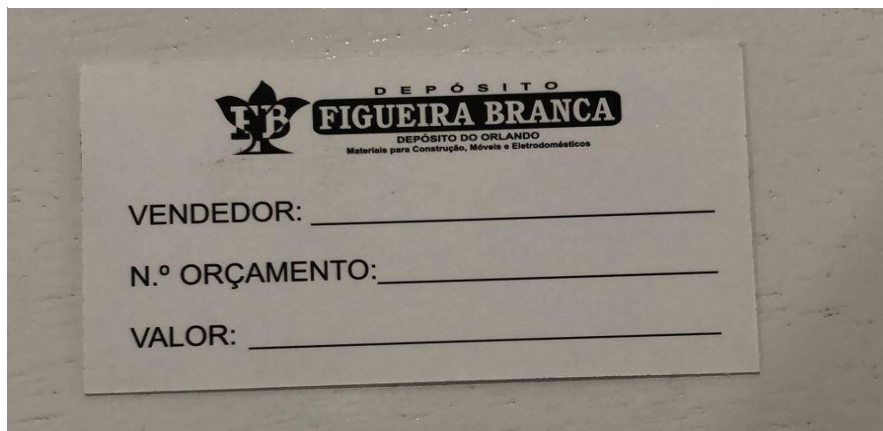 DEPÓSITO
FB FIGUEIRA BRANCA
DEPÓSITO DO ORLANDO
Materiais para Construção, Móveis e Eletrodomésticos
VENDEDOR:
N.º ORÇAMENTO:
VALOR: